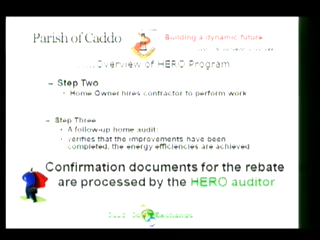 Parish of Caddo
Building a dynamic future
Overview of HERO Program
– Step Two
• Home Owner hires contractor to perform work
– Step Three
• A follow-up home audit:
• verifies that the improvements have been
completed, the energy efficiencies are achieved
Confirmation documents for the rebate
are processed by the HERO auditor